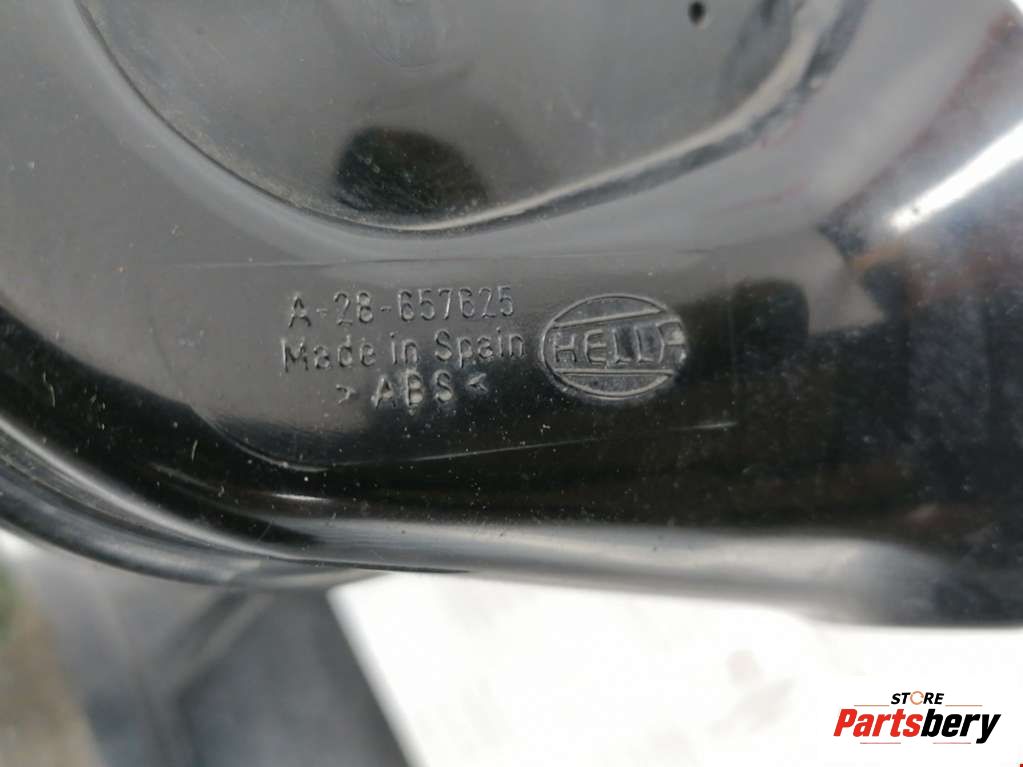 A-28-657625
Made in Spain
>ABS<
HELLA
STORE
Partsbery